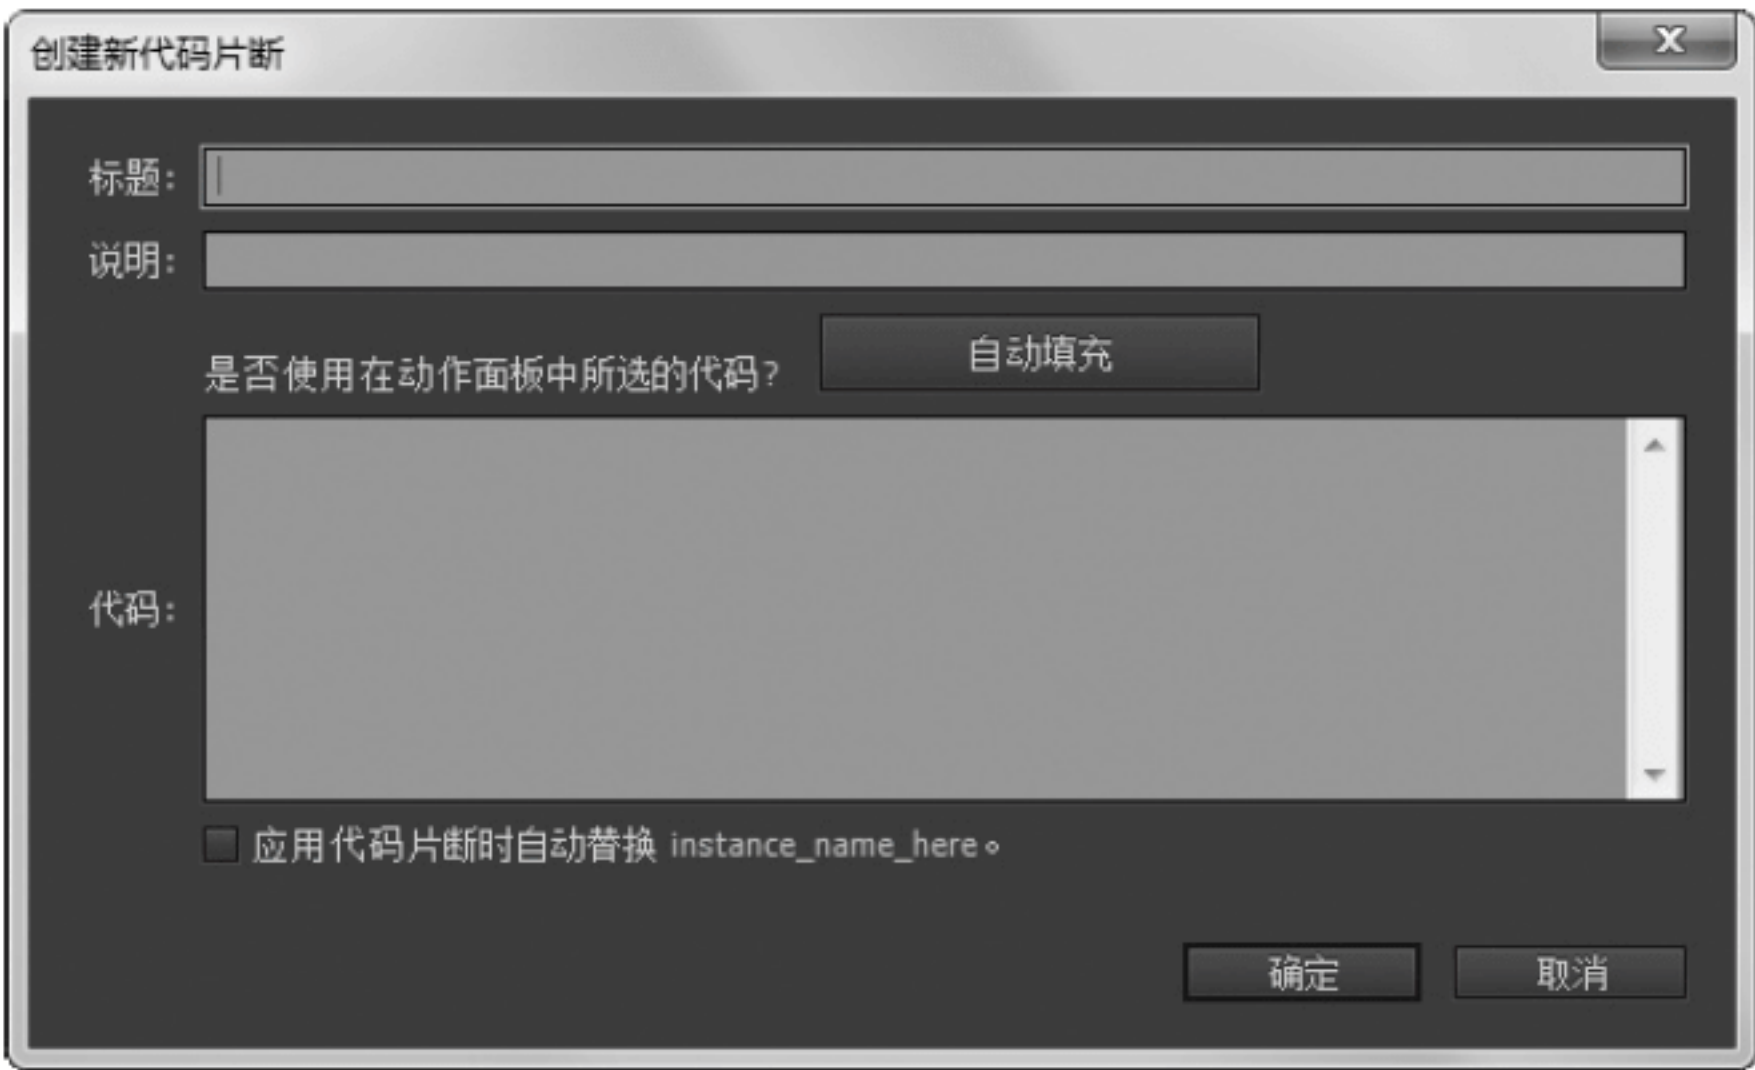 创建新代码片断
标题:
说明:
是否使用在动作面板中所选的代码?
自动填充
代码:
应用代码片断时自动替换 instance_name_here。
确定
取消